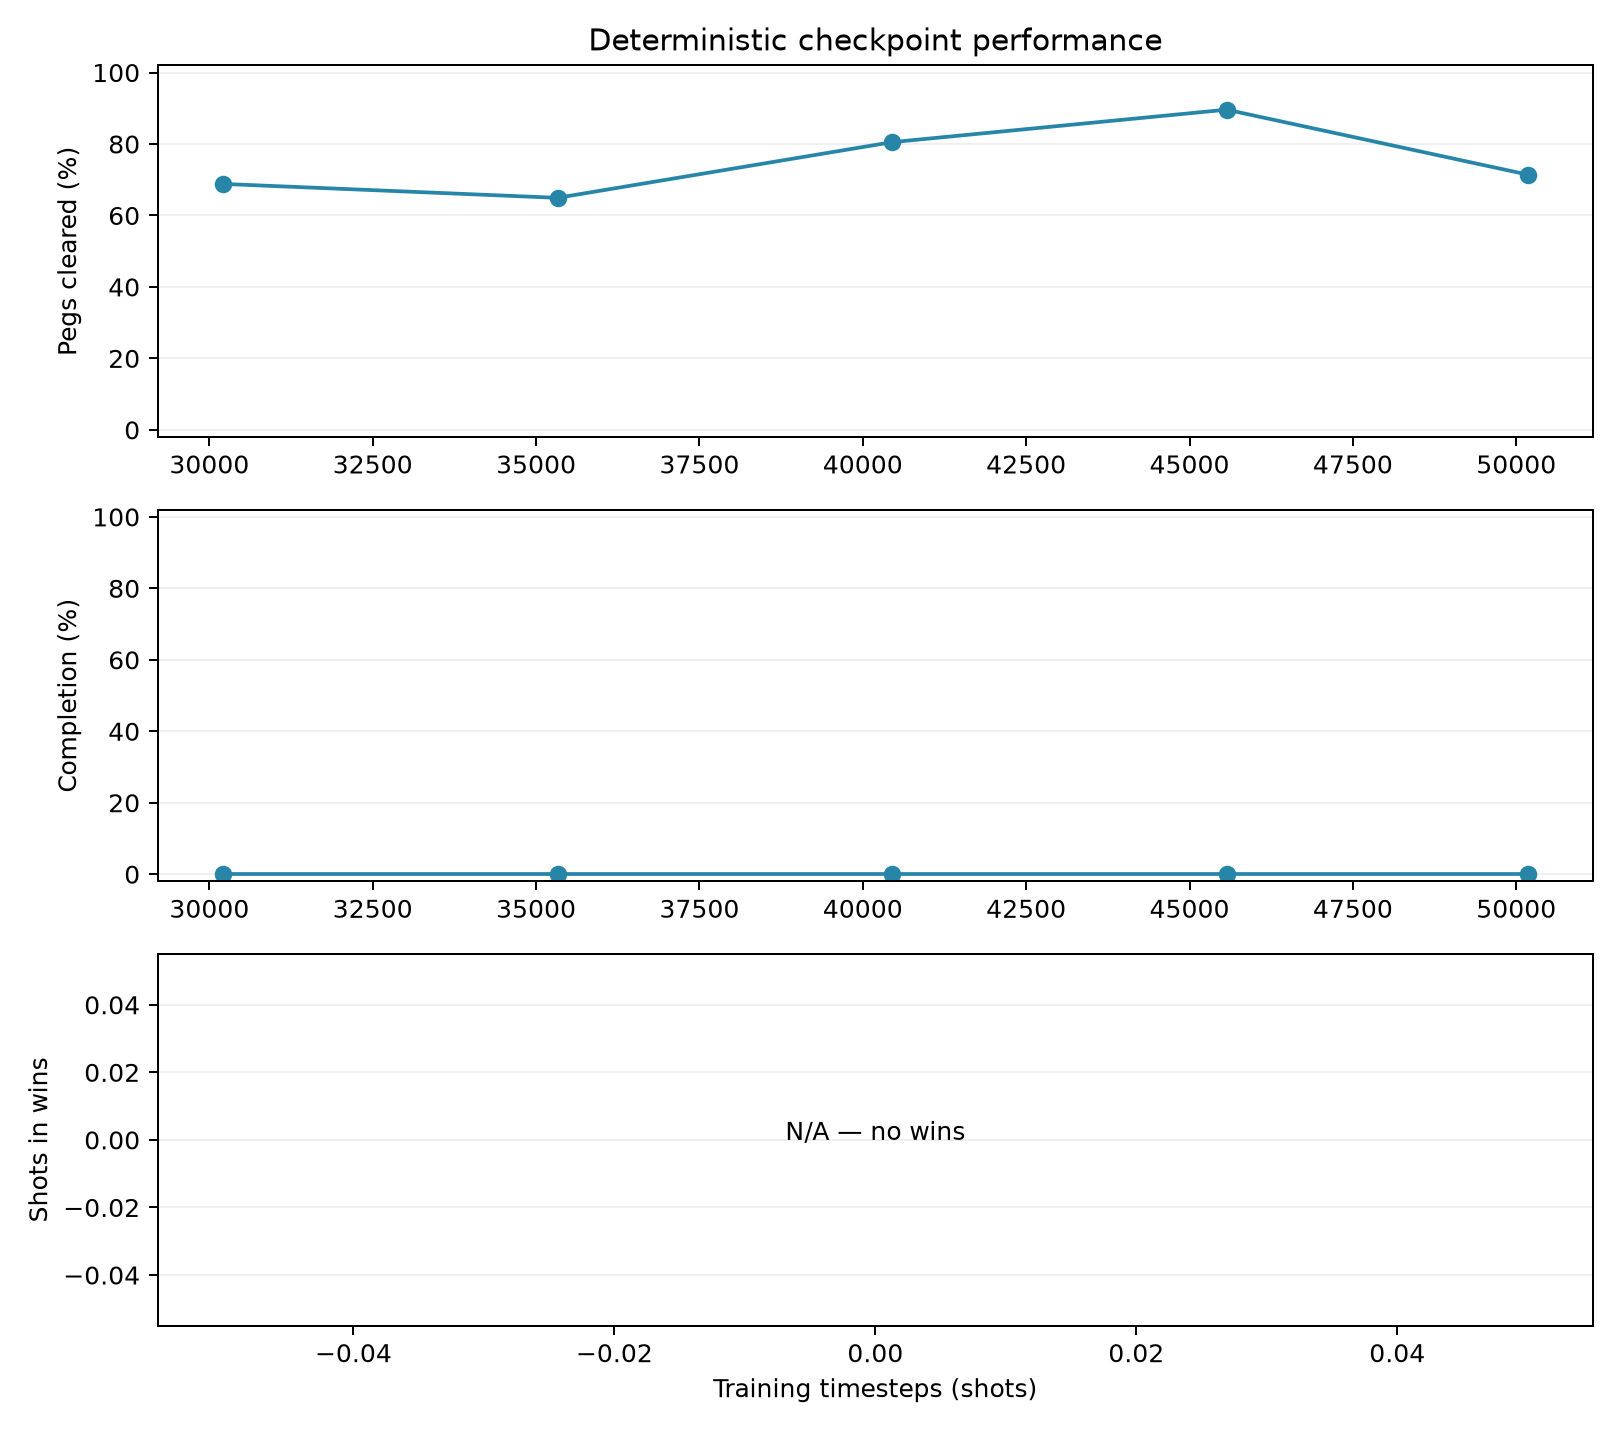 Deterministic checkpoint performance
Pegs cleared (%)
100
80
60
40
20
0
30000 32500 35000 37500 40000 42500 45000 47500 50000
Completion (%)
100
80
60
40
20
0
30000 32500 35000 37500 40000 42500 45000 47500 50000
Shots in wins
0.04
0.02
0.00
−0.02
−0.04
N/A — no wins
−0.04 −0.02 0.00 0.02 0.04
Training timesteps (shots)